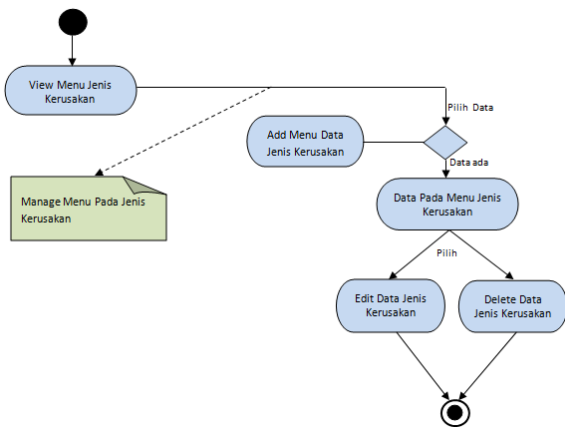 View Menu Jenis
Kerusakan
Pilih Data
Add Menu Data
Jenis Kerusakan
Data ada
Manage Menu Pada Jenis
Kerusakan
Data Pada Menu Jenis
Kerusakan
Pilih
Edit Data Jenis
Kerusakan
Delete Data
Jenis Kerusakan